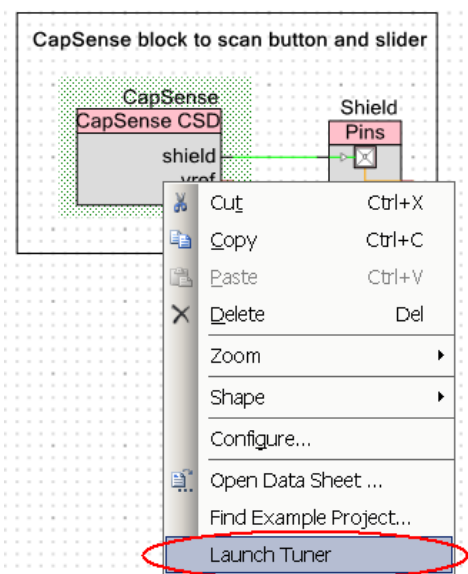 CapSense block to scan button and slider
CapSense
CapSense CSD
shield
vref
Shield
Pins
Cut Ctrl+X
Copy Ctrl+C
Paste Ctrl+V
Delete Del
Zoom
Shape
Configure...
Open Data Sheet ...
Find Example Project...
Launch Tuner